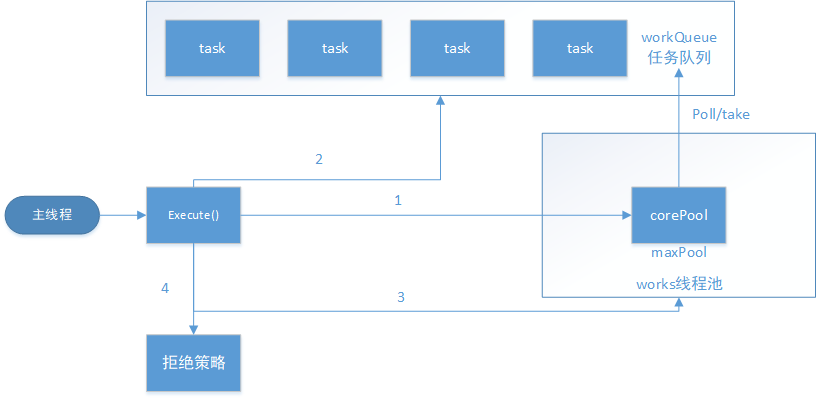 task
task
task
task
workQueue
任务队列
Poll/take
2
主线程
Execute()
1
corePool
maxPool
works线程池
4
3
拒绝策略